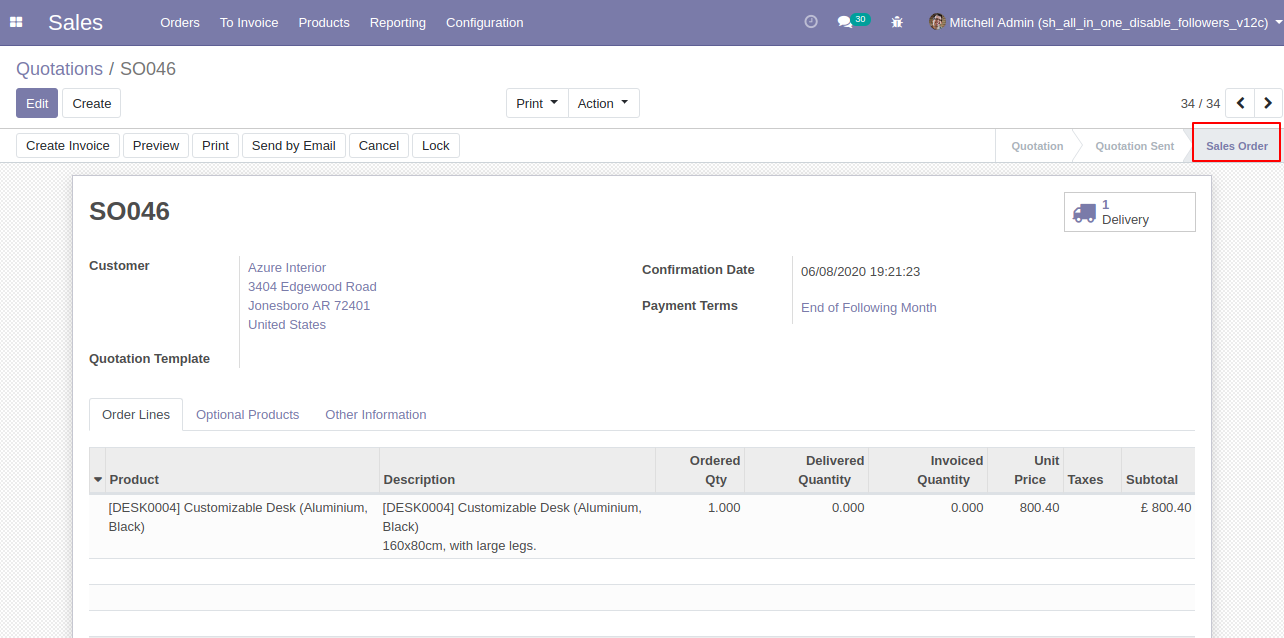 Sales Orders To Invoice Products Reporting Configuration 30 Mitchell Admin (sh_all_in_one_disable_followers_v12c)
Quotations / SO046
Edit Create Print Action 34 / 34
Create Invoice Preview Print Send by Email Cancel Lock Quotation Quotation Sent Sales Order
SO046
1
Delivery
Customer
Azure Interior
3404 Edgewood Road
Jonesboro AR 72401
United States
Quotation Template
Confirmation Date 06/08/2020 19:21:23
Payment Terms End of Following Month
Order Lines Optional Products Other Information
Product Description Ordered Qty Delivered Quantity Invoiced Quantity Unit Price Taxes Subtotal
[DESK0004] Customizable Desk (Aluminium, [DESK0004] Customizable Desk (Aluminium, 1.000 0.000 0.000 800.40 £ 800.40
Black) Black)
160x80cm, with large legs.